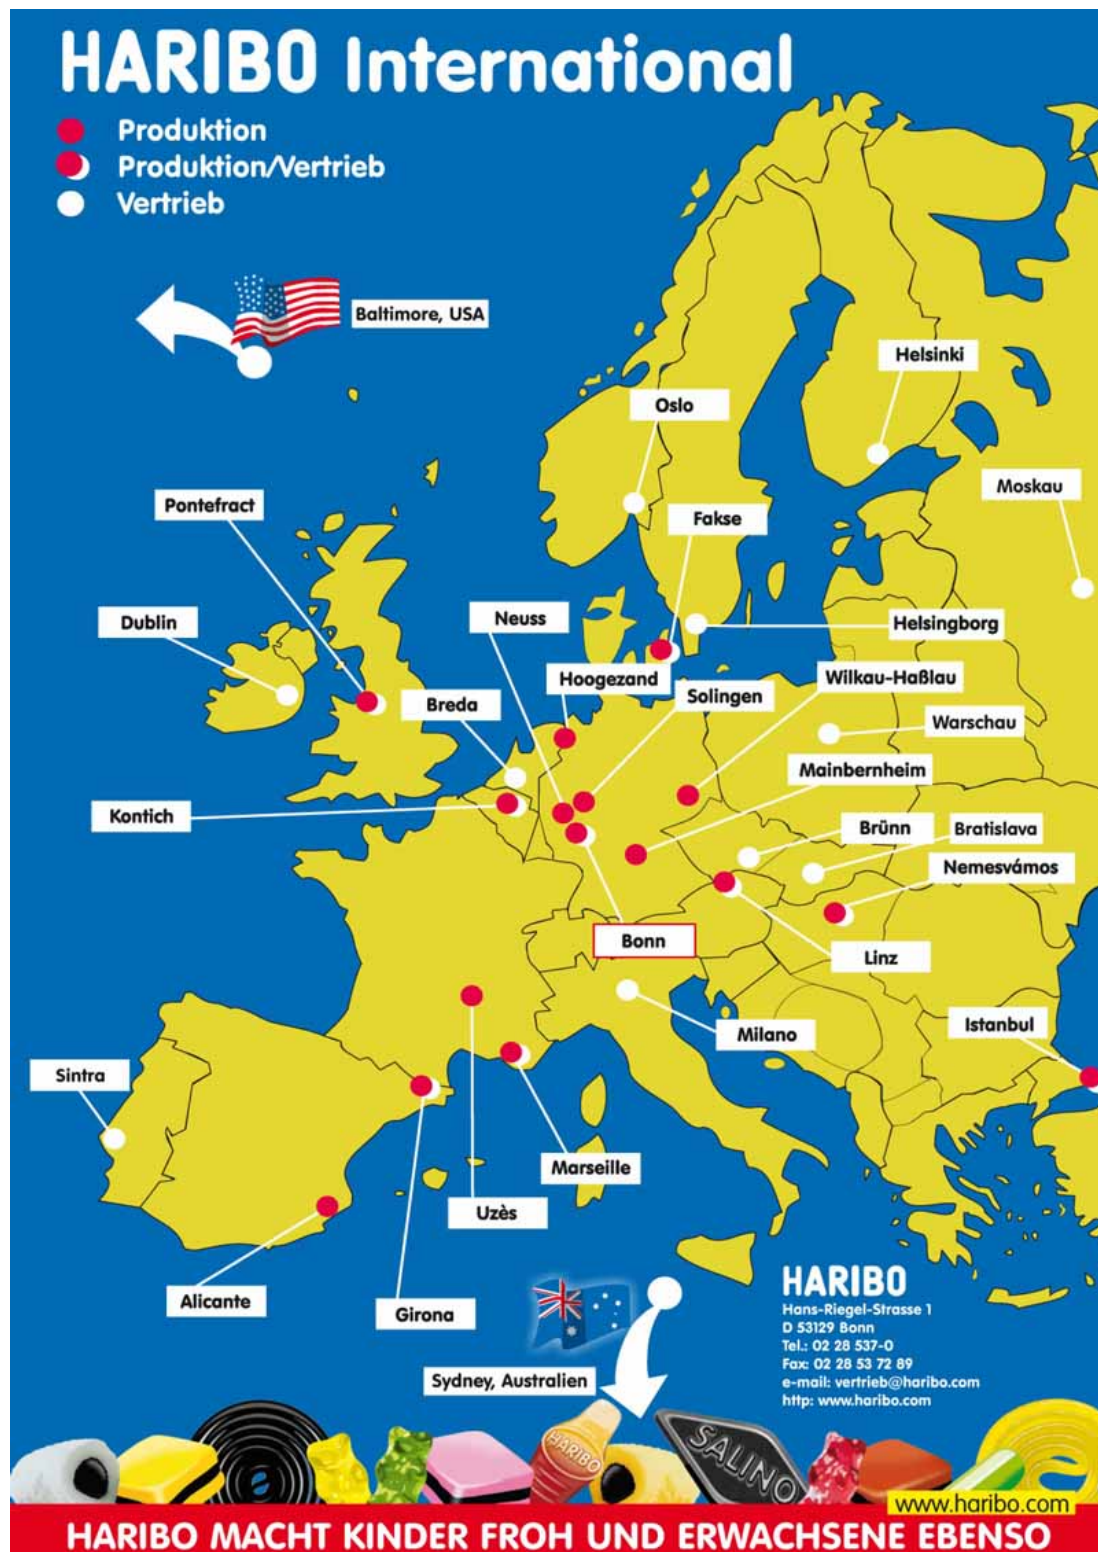 HARIBO International
Produktion
Produktion/Vertrieb
Vertrieb
Baltimore, USA
Helsinki
Oslo
Moskau
Pontefract
Fakse
Neuss
Dublin
Helsingborg
Hoogezand
Wilkau-Haßlau
Solingen
Breda
Warschau
Mainbernheim
Kontich
Brünn
Bratislava
Nemesvámos
Bonn
Linz
Istanbul
Milano
Sintra
Marseille
Uzès
Alicante
Girona
HARIBO
Hans-Riegel-Strasse 1
D 53129 Bonn
Tel.: 02 28 537-0
Fax: 02 28 53 72 89
e-mail: vertrieb@haribo.com
http: www.haribo.com
Sydney, Australien
HARIBO
SALINO
www.haribo.com
HARIBO MACHT KINDER FROH UND ERWACHSENE EBENSO